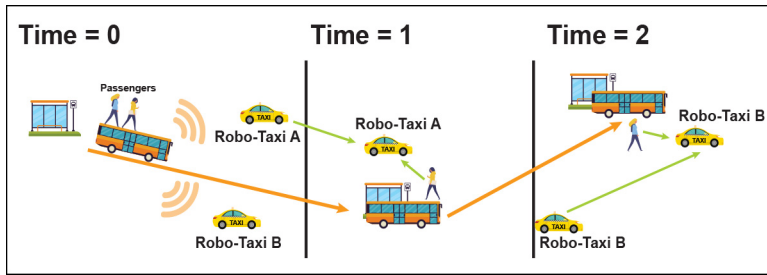 Time = 0
Time = 1
Time = 2
Passengers
TAXI
Robo-Taxi A
Robo-Taxi A
TAXI
Robo-Taxi B
TAXI
TAXI
Robo-Taxi B
TAXI
Robo-Taxi B